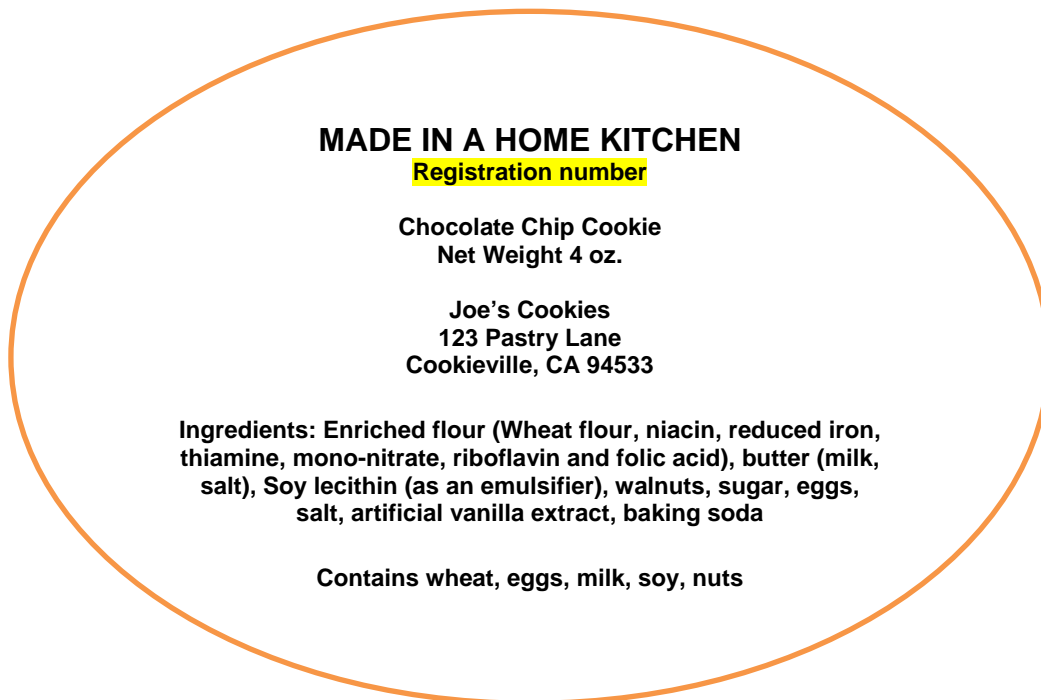 MADE IN A HOME KITCHEN
Registration number
Chocolate Chip Cookie
Net Weight 4 oz.
Joe’s Cookies
123 Pastry Lane
Cookieville, CA 94533
Ingredients: Enriched flour (Wheat flour, niacin, reduced iron,
thiamine, mono-nitrate, riboflavin and folic acid), butter (milk,
salt), Soy lecithin (as an emulsifier), walnuts, sugar, eggs,
salt, artificial vanilla extract, baking soda
Contains wheat, eggs, milk, soy, nuts